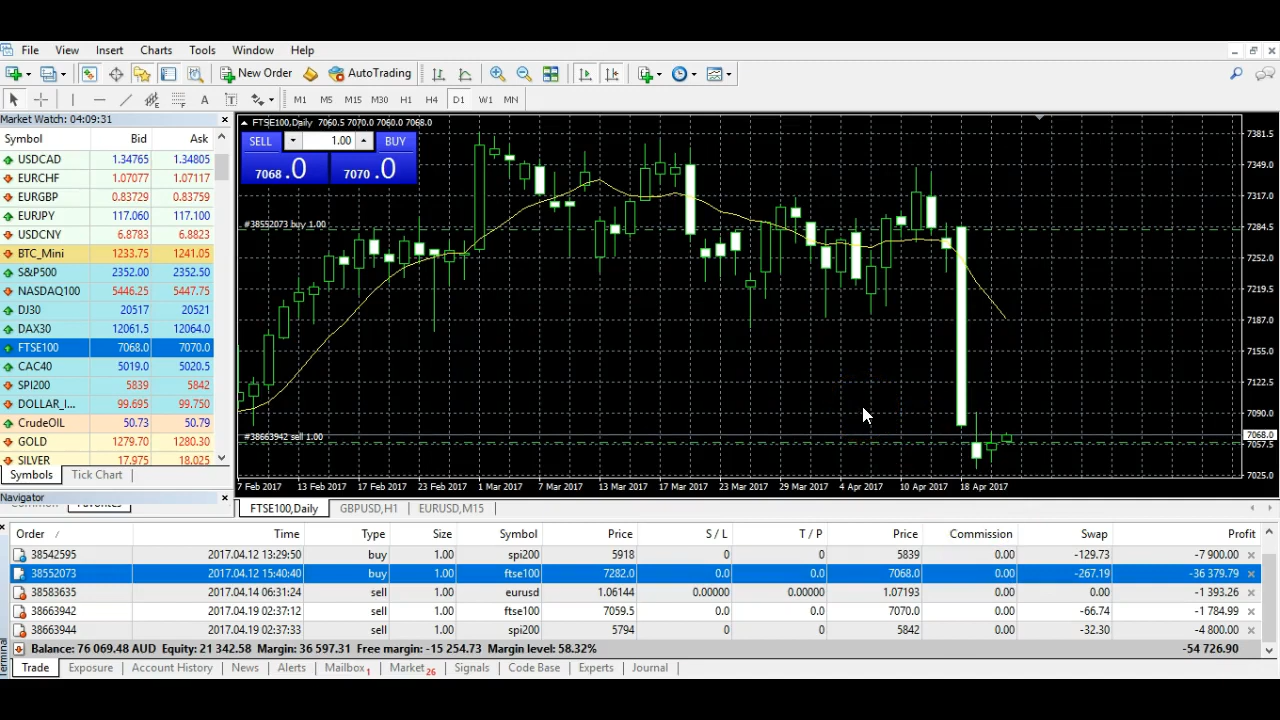 File View Insert Charts Tools Window Help
New Order AutoTrading
A T M1 M5 M15 M30 H1 H4 D1 W1 MN
Market Watch: 04:09:31
Symbol Bid Ask
USDCAD 1.34765 1.34805
EURCHF 1.07077 1.07117
EURGBP 0.83729 0.83759
EURJPY 117.060 117.100
USDCNY 6.8783 6.8823
BTC_Mini 1233.75 1241.05
S&P500 2352.00 2352.50
NASDAQ100 5446.25 5447.75
DJ30 20517 20521
DAX30 12061.5 12064.0
FTSE100 7068.0 7070.0
CAC40 5019.0 5020.5
SPI200 5839 5842
DOLLAR_I... 99.695 99.750
CrudeOIL 50.73 50.79
GOLD 1279.70 1280.30
SILVER 17.975 18.025
Symbols Tick Chart
Navigator
Common Favorites
FTSE100,Daily 7060.5 7070.0 7060.0 7068.0
SELL 1.00 BUY
7068.0 7070.0
#38552073 buy 1.00
#38663942 sell 1.00
7381.5
7349.0
7317.0
7284.5
7252.0
7219.5
7187.0
7155.0
7122.5
7090.0
7068.0
7057.5
7025.0
7 Feb 2017 13 Feb 2017 17 Feb 2017 23 Feb 2017 1 Mar 2017 7 Mar 2017 13 Mar 2017 17 Mar 2017 23 Mar 2017 29 Mar 2017 4 Apr 2017 10 Apr 2017 18 Apr 2017
FTSE100,Daily GBPUSD,H1 EURUSD,M15
Order / Time Type Size Symbol Price S / L T / P Price Commission Swap Profit
38542595 2017.04.12 13:29:50 buy 1.00 spi200 5918 0 0 5839 0.00 -129.73 -7 900.00
38552073 2017.04.12 15:40:40 buy 1.00 ftse100 7282.0 0.0 0.0 7068.0 0.00 -267.19 -36 379.79
38583635 2017.04.14 06:31:24 sell 1.00 eurusd 1.06144 0.00000 0.00000 1.07193 0.00 0.00 -1 393.26
38663942 2017.04.19 02:37:12 sell 1.00 ftse100 7059.5 0.0 0.0 7070.0 0.00 -66.74 -1 784.99
38663944 2017.04.19 02:37:33 sell 1.00 spi200 5794 0 0 5842 0.00 -32.30 -4 800.00
Balance: 76 069.48 AUD Equity: 21 342.58 Margin: 36 597.31 Free margin: -15 254.73 Margin level: 58.32% -54 726.90
Trade Exposure Account History News Alerts Mailbox 1 Market 26 Signals Code Base Experts Journal
Terminal